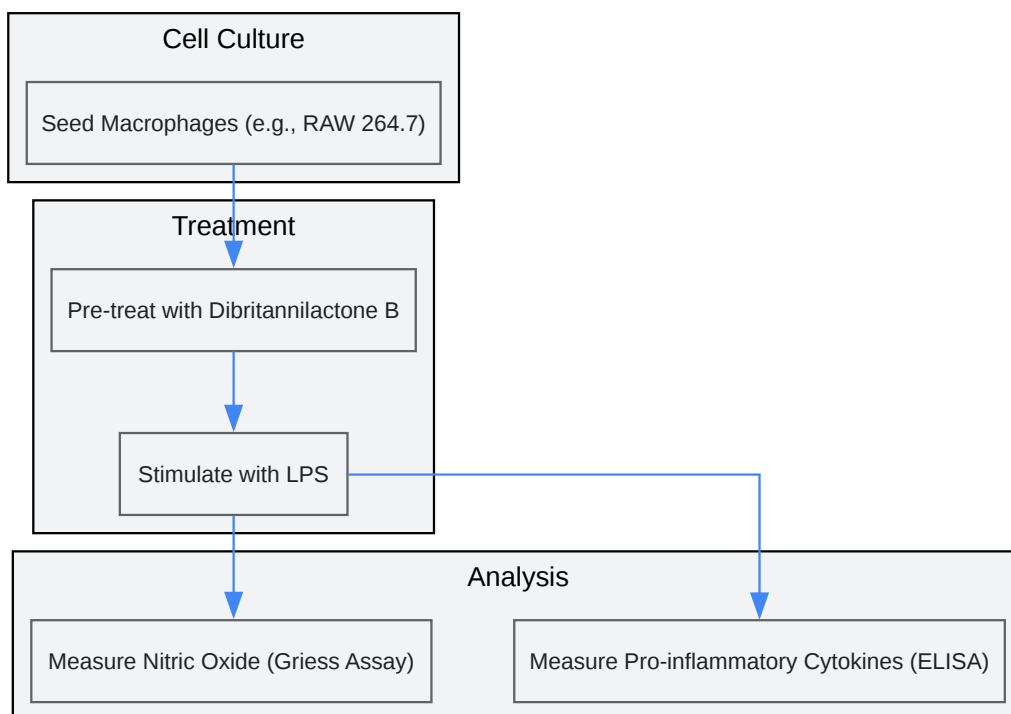 Cell Culture
Seed Macrophages (e.g., RAW 264.7)
Treatment
Pre-treat with Dibritannilactone B
Stimulate with LPS
Analysis
Measure Nitric Oxide (Griess Assay)
Measure Pro-inflammatory Cytokines (ELISA)